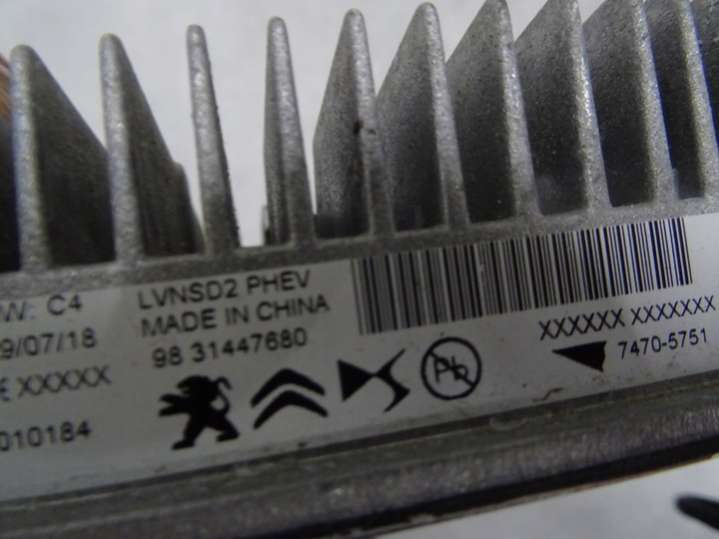 W: C4
9/07/18
XXXXX
010184
LVNSD2 PHEV
MADE IN CHINA
98 31447680
Pb
XXXXXX XXXXXXX
7470-5751